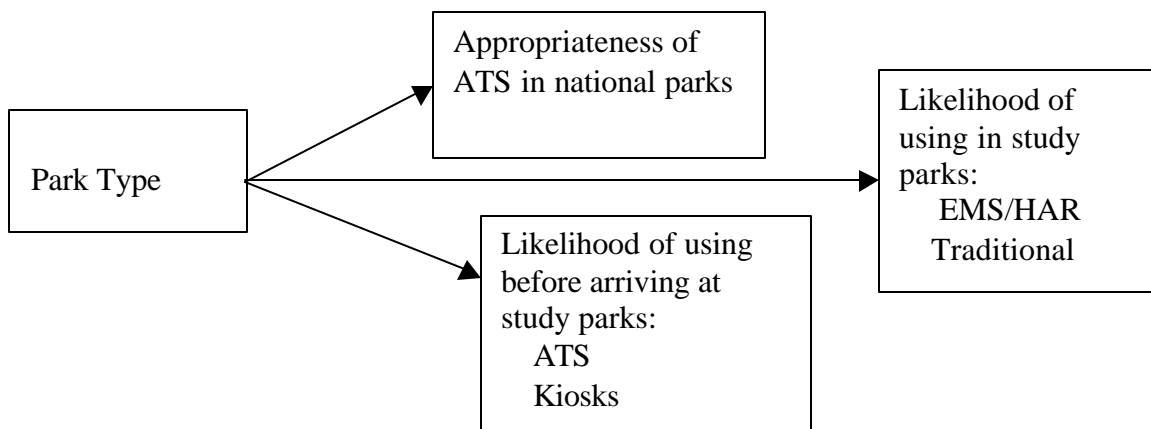 Park Type
Appropriateness of
ATS in national parks
Likelihood of using
before arriving at
study parks:
ATS
Kiosks
Likelihood of
using in study
parks:
EMS/HAR
Traditional